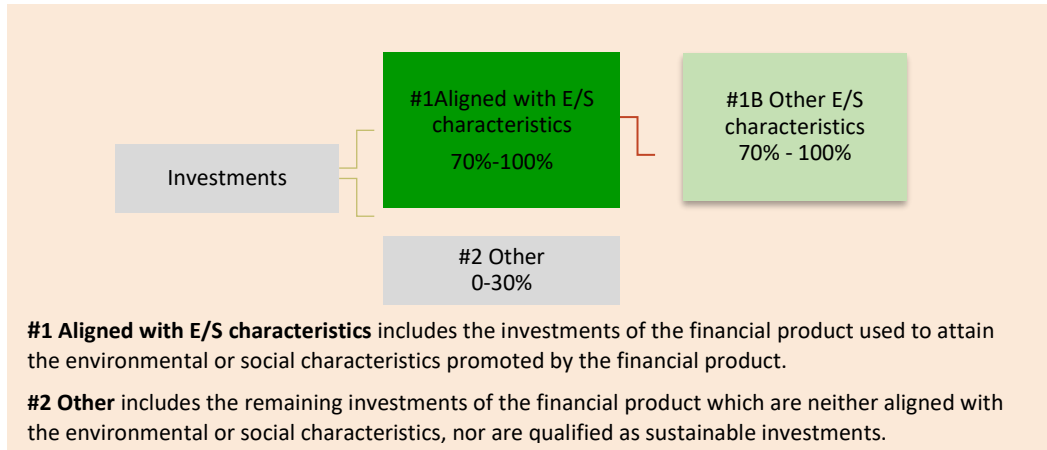 #1Aligned with E/S
characteristics
70%-100%
#1B Other E/S
characteristics
70% - 100%
Investments
#2 Other
0-30%
#1 Aligned with E/S characteristics includes the investments of the financial product used to attain
the environmental or social characteristics promoted by the financial product.
#2 Other includes the remaining investments of the financial product which are neither aligned with
the environmental or social characteristics, nor are qualified as sustainable investments.